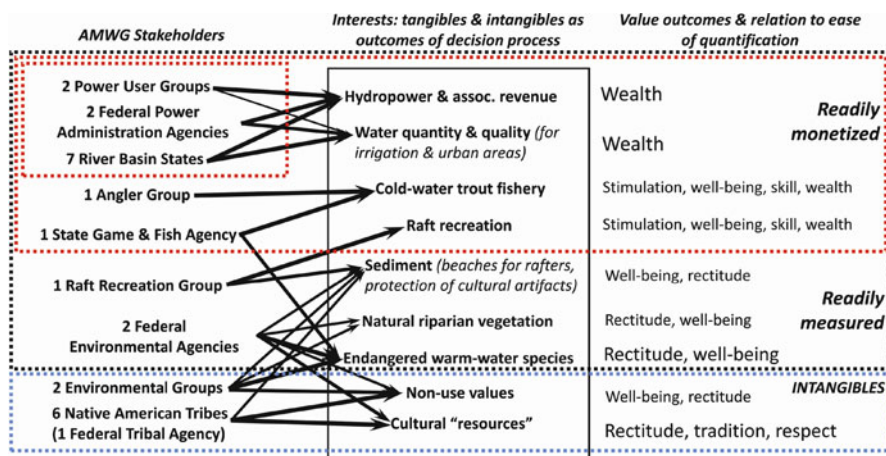 AMWG Stakeholders
Interests: tangibles & intangibles as
outcomes of decision process
Value outcomes & relation to ease
of quantification
2 Power User Groups
2 Federal Power
Administration Agencies
7 River Basin States
1 Angler Group
1 State Game & Fish Agency
1 Raft Recreation Group
2 Federal
Environmental Agencies
2 Environmental Groups
6 Native American Tribes
(1 Federal Tribal Agency)
Hydropower & assoc. revenue
Water quantity & quality (for
irrigation & urban areas)
Cold-water trout fishery
Raft recreation
Sediment (beaches for rafters,
protection of cultural artifacts)
Natural riparian vegetation
Endangered warm-water species
Non-use values
Cultural “resources”
Wealth
Wealth
Stimulation, well-being, skill, wealth
Stimulation, well-being, skill, wealth
Well-being, rectitude
Rectitude, well-being
Rectitude, well-being
Well-being, rectitude
Rectitude, tradition, respect
Readily
monetized
Readily
measured
INTANGIBLES